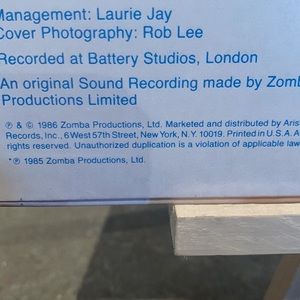 Management: Laurie Jay
Cover Photography: Rob Lee
Recorded at Battery Studios, London
An original Sound Recording made by Zomb
Productions Limited
℗ & © 1986 Zomba Productions, Ltd. Marketed and distributed by Aris
Records, Inc., 6 West 57th Street, New York, N.Y. 10019. Printed in U.S.A. A
rights reserved. Unauthorized duplication is a violation of applicable law
*℗ 1985 Zomba Productions, Ltd.